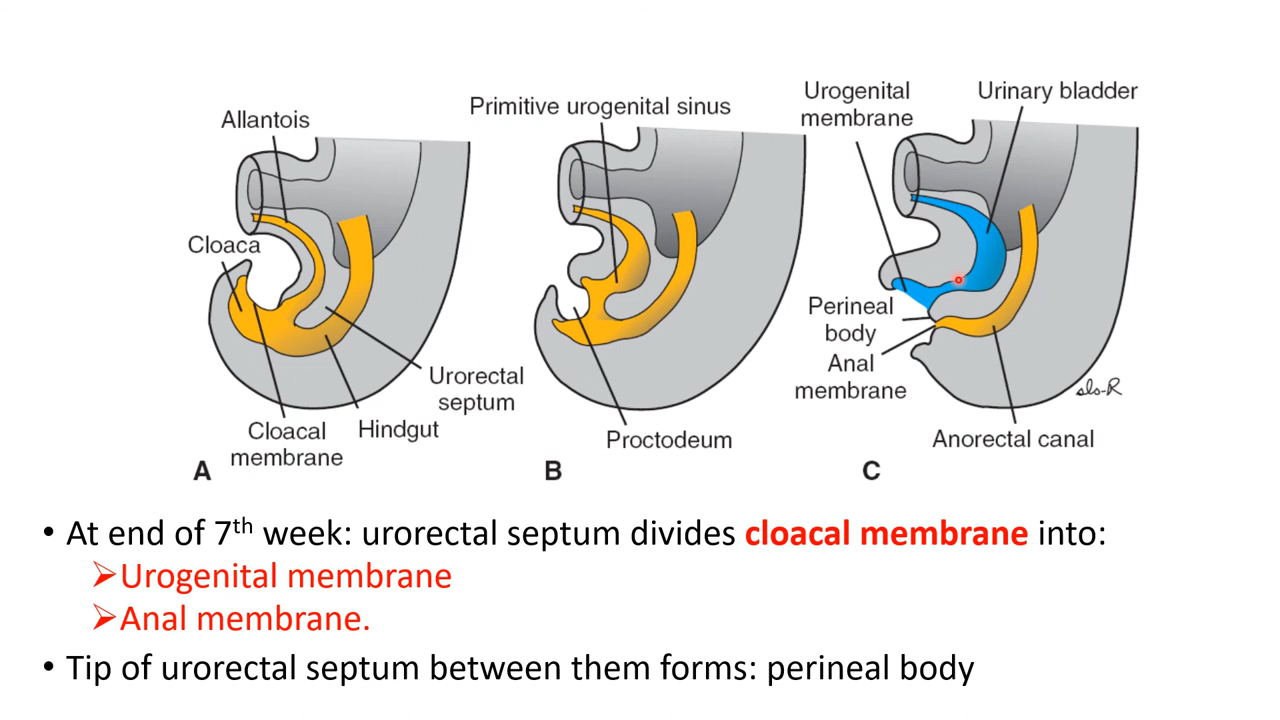 Allantois
Cloaca
Urorectal
septum
Cloacal
membrane
Hindgut
A
Primitive urogenital sinus
Proctodeum
B
Urogenital
membrane
Urinary bladder
Perineal
body
Anal
membrane
Anorectal canal
sls-R
C
• At end of 7th week: urorectal septum divides cloacal membrane into:
➢Urogenital membrane
➢Anal membrane.
• Tip of urorectal septum between them forms: perineal body